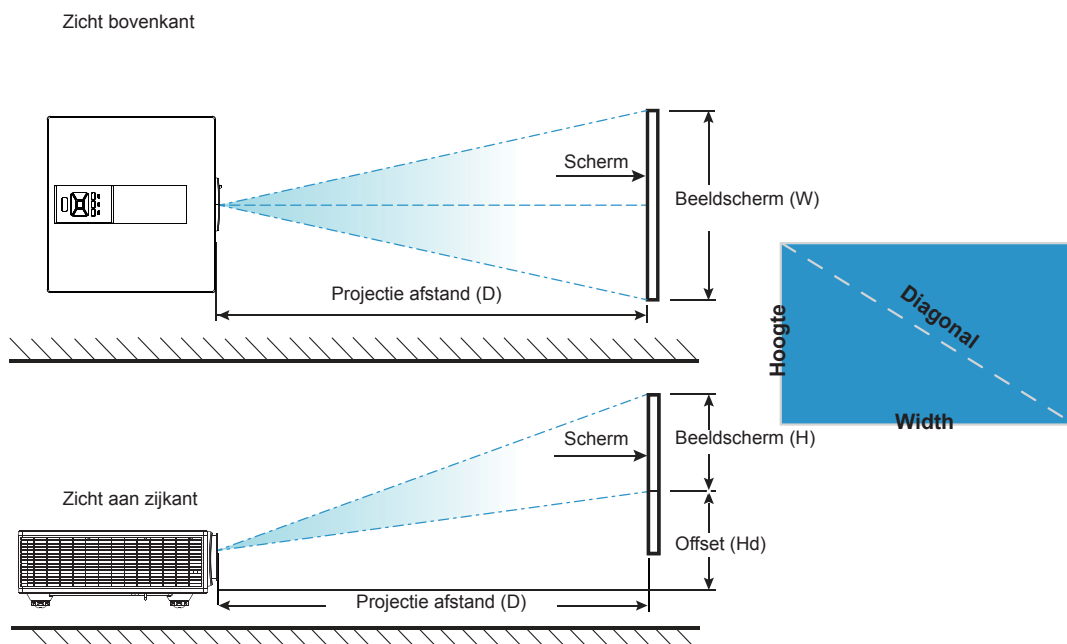 Zicht bovenkant
Scherm
Beeldscherm (W)
Projectie afstand (D)
Hoogte
Diagonal
Width
Scherm
Beeldscherm (H)
Zicht aan zijkant
Offset (Hd)
Projectie afstand (D)